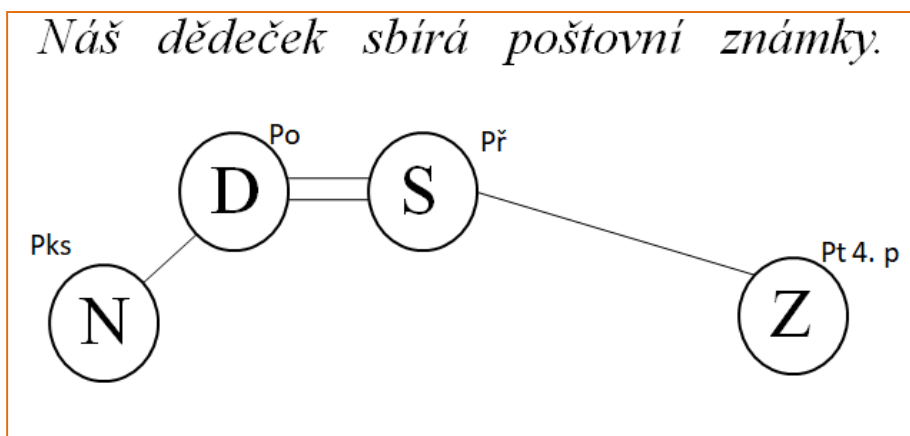 Náš dědeček sbírá poštovní známky.
Po
Př
D
S
Pks
Pt 4. p
N
Z